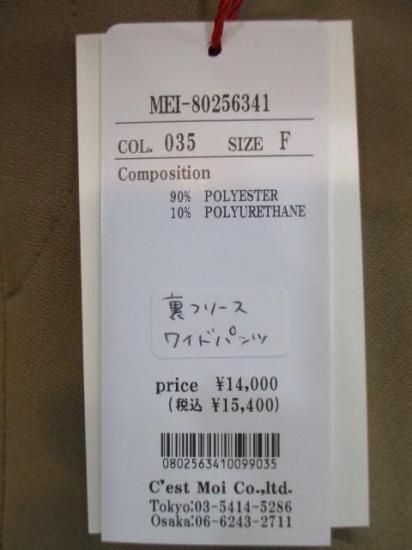 MEI-80256341
COL. 035 SIZE F
Composition
90% POLYESTER
10% POLYURETHANE
裏フリース
ワイドパンツ
price ¥14,000
(税込 ¥15,400)
0802563410099035
C'est Moi Co.,ltd.
Tokyo:03-5414-5286
Osaka:06-6243-2711